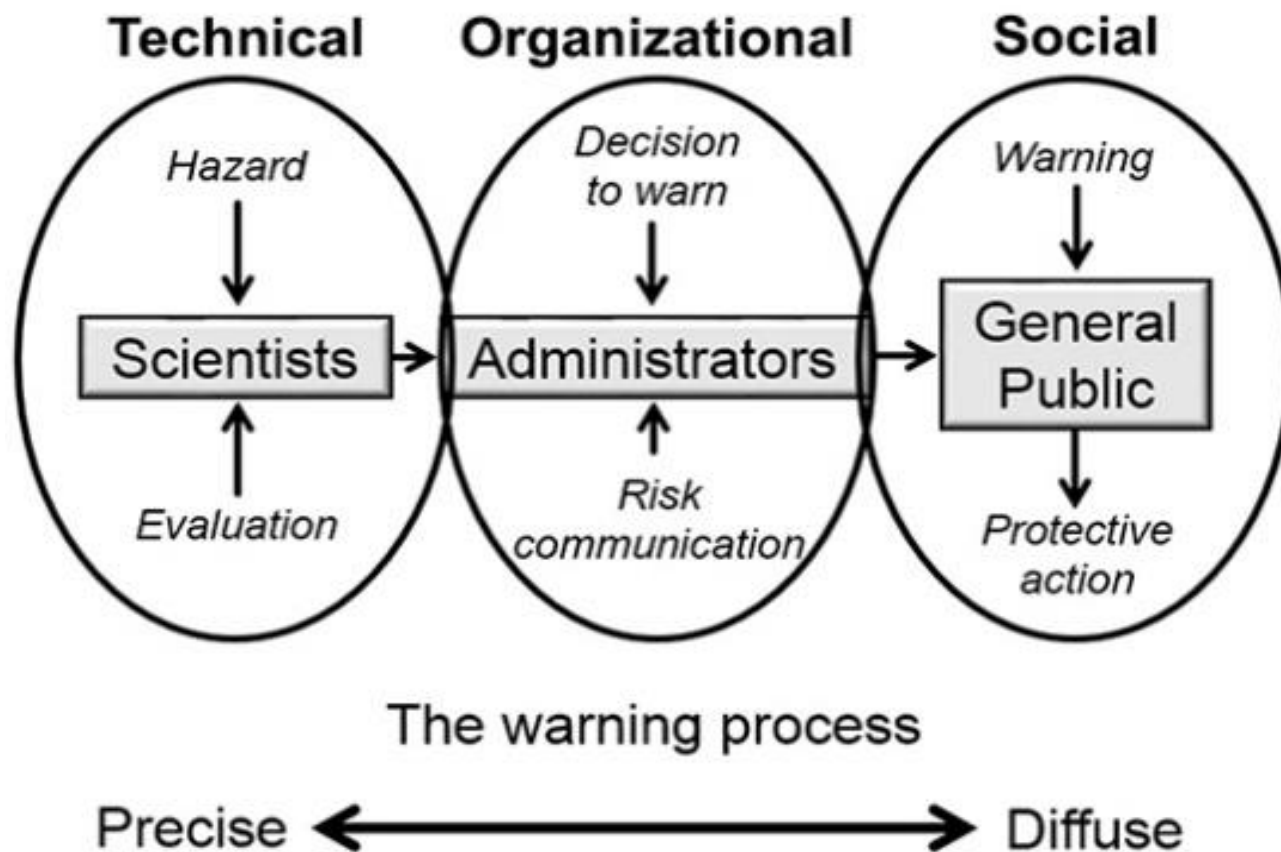 Technical
Organizational
Social
Hazard
Scientists
Evaluation
Decision
to warn
Administrators
Risk
communication
Warning
General
Public
Protective
action
The warning process
Precise
Diffuse